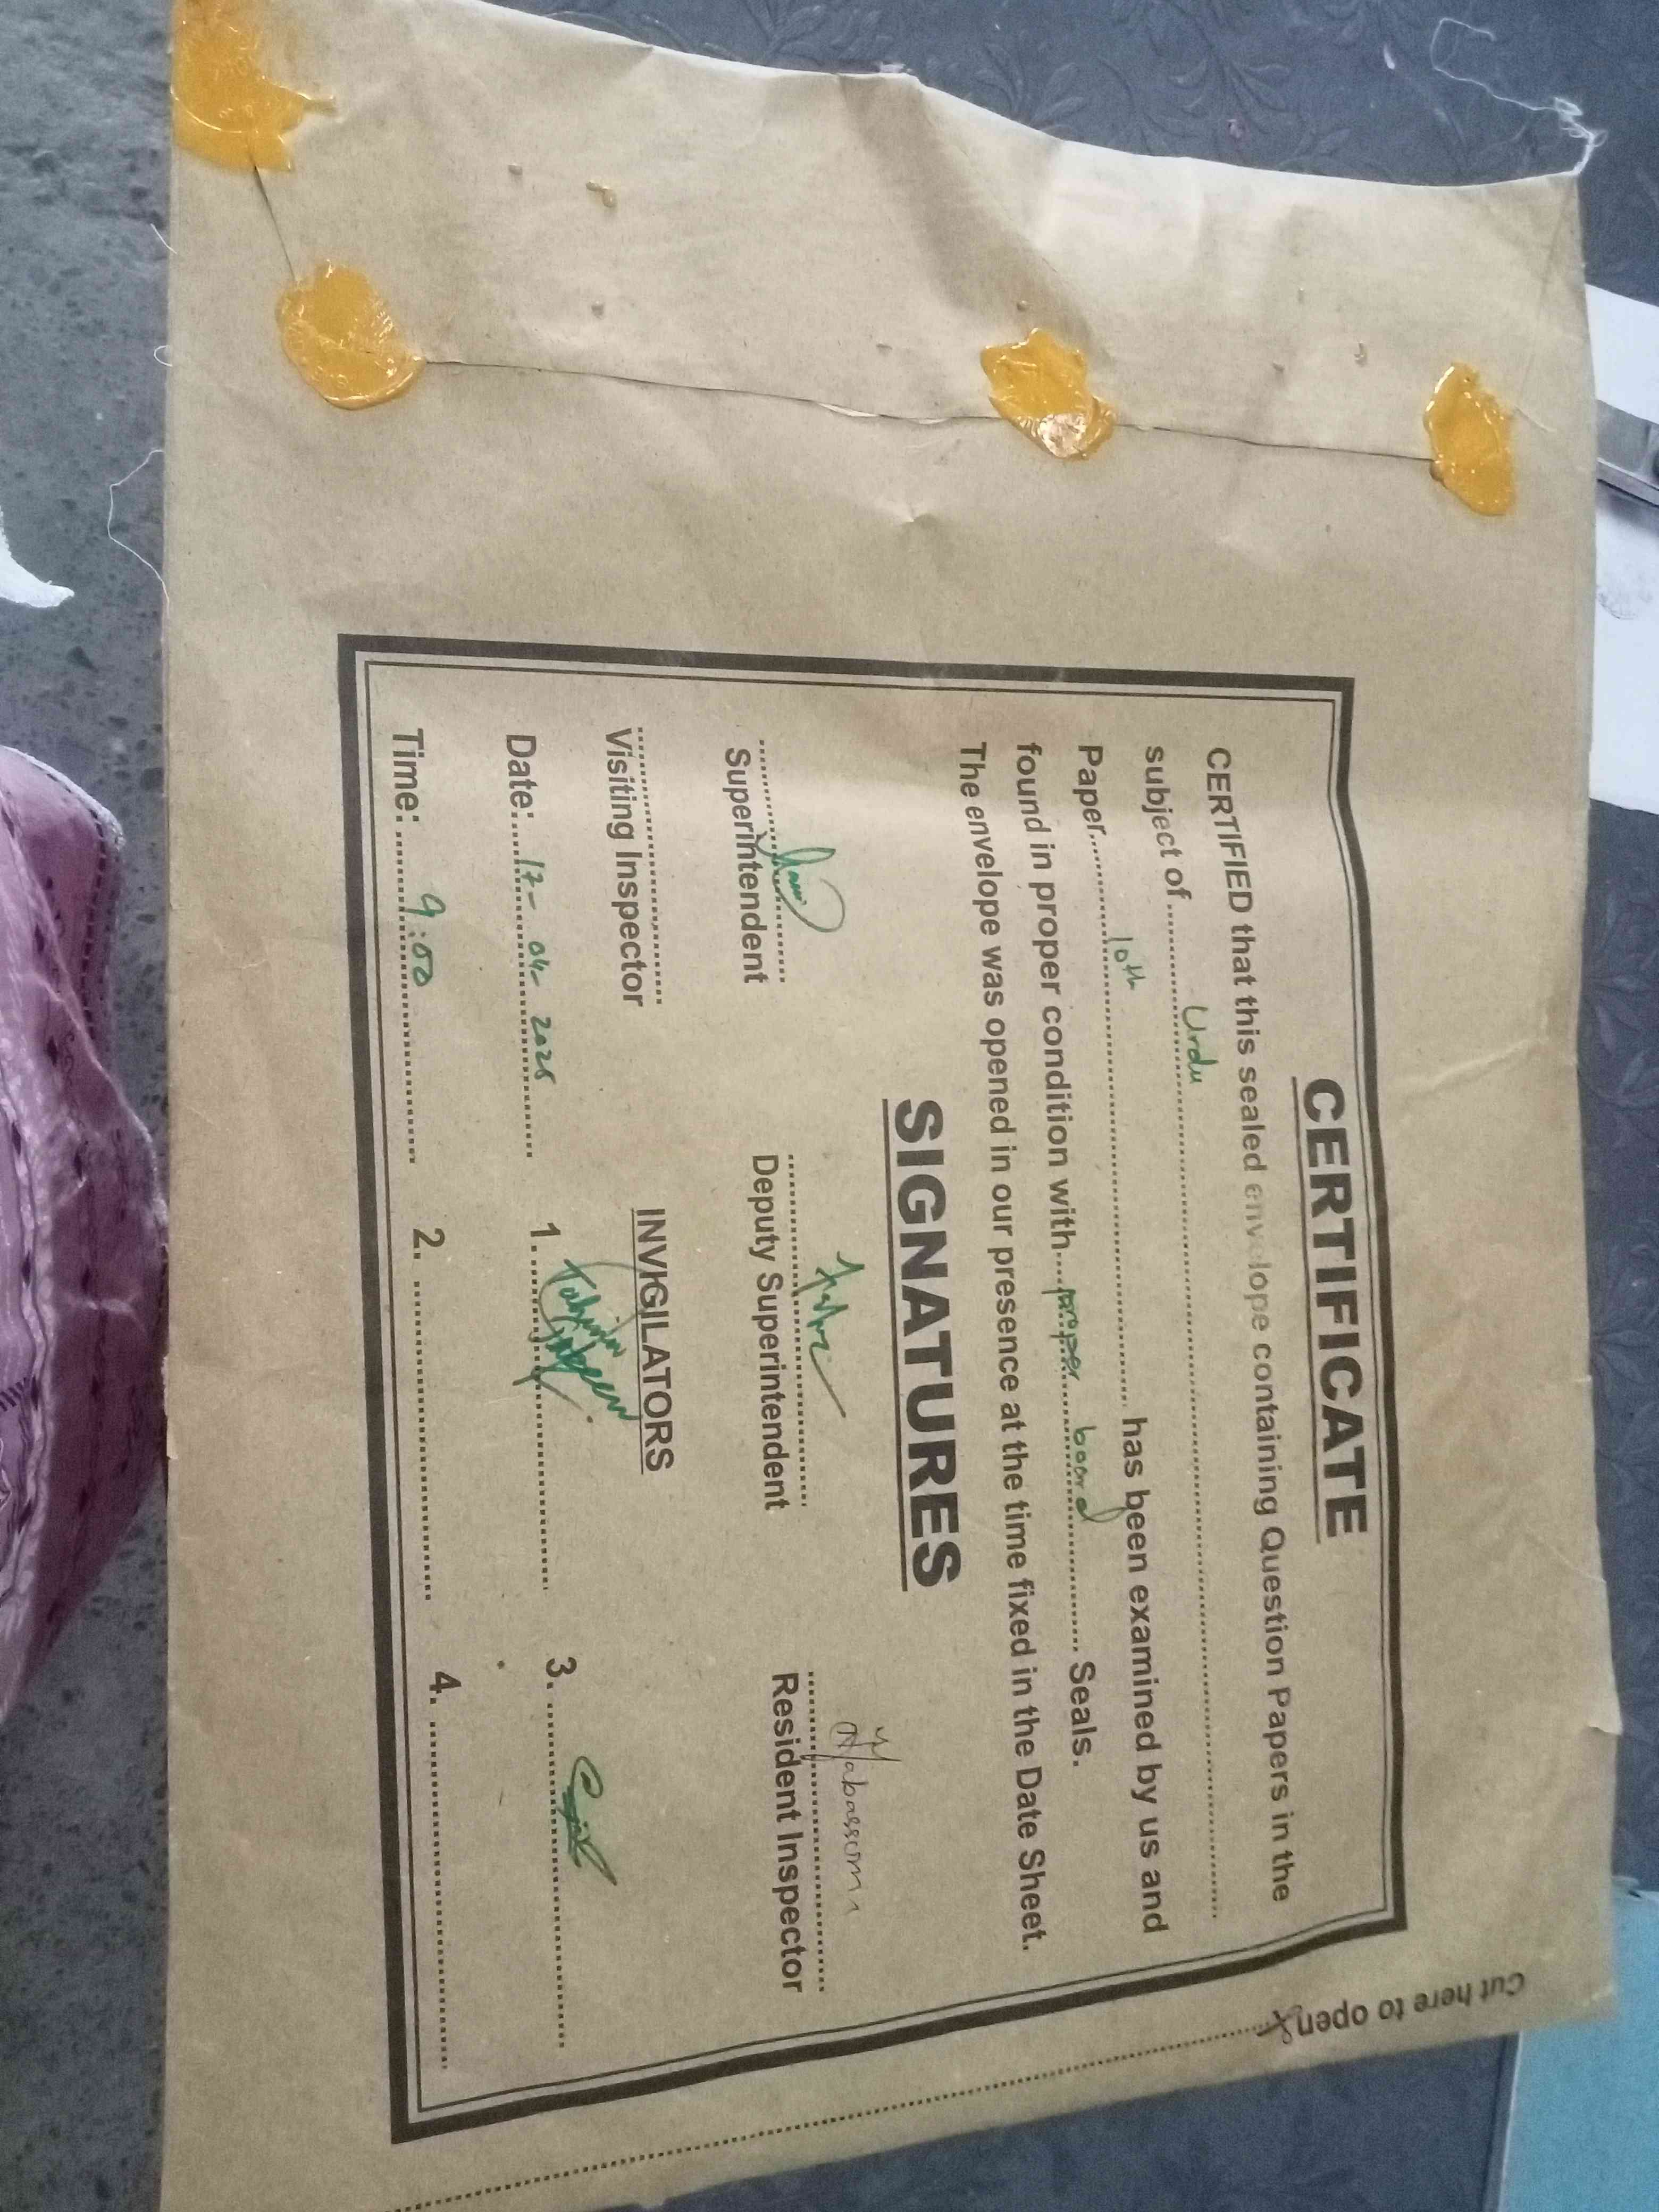 CERTIFICATE
CERTIFIED that this sealed envelope containing Question Papers in the
subject of.......Urdu.......
Paper.......10th....... has been examined by us and
found in proper condition with....proper board....... Seals.
The envelope was opened in our presence at the time fixed in the Date Sheet.
SIGNATURES
Superintendent Deputy Superintendent Resident Inspector
Visiting Inspector INVIGILATORS
Date:....17-04-2026....... 1. 3.
Time:.......9:00....... 2. ....... 4. .......
Cut here to open